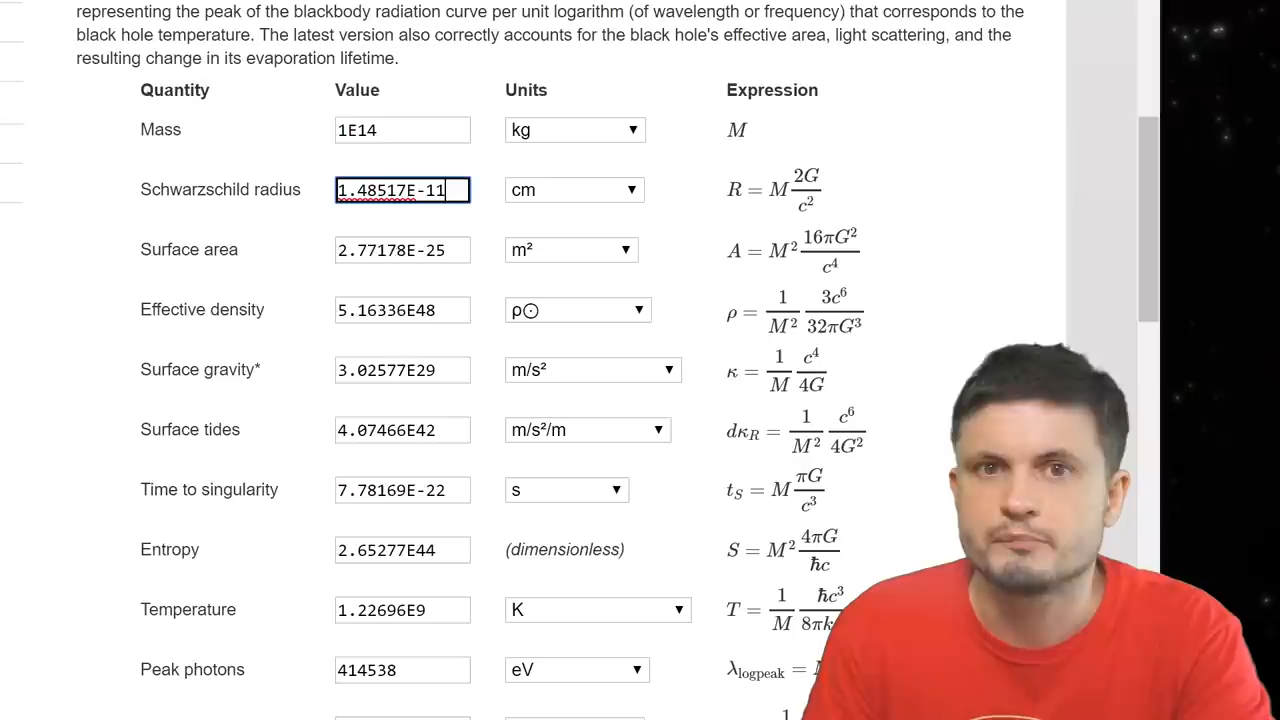 representing the peak of the blackbody radiation curve per unit logarithm (of wavelength or frequency) that corresponds to the
black hole temperature. The latest version also correctly accounts for the black hole's effective area, light scattering, and the
resulting change in its evaporation lifetime.
Quantity Value Units Expression
Mass 1E14 kg M
Schwarzschild radius 1.48517E-11 cm R = M 2G/c²
Surface area 2.77178E-25 m² A = M² 16πG²/c⁴
Effective density 5.16336E48 ρ⊙ ρ = 1/M² 3c⁶/32πG³
Surface gravity* 3.02577E29 m/s² κ = 1/M c⁴/4G
Surface tides 4.07466E42 m/s²/m dκ_R = 1/M² c⁶/4G²
Time to singularity 7.78169E-22 s t_S = M πG/c³
Entropy 2.65277E44 (dimensionless) S = M² 4πG/ħc
Temperature 1.22696E9 K T = 1/M ħc³/8πk
Peak photons 414538 eV λ_logpeak =
1